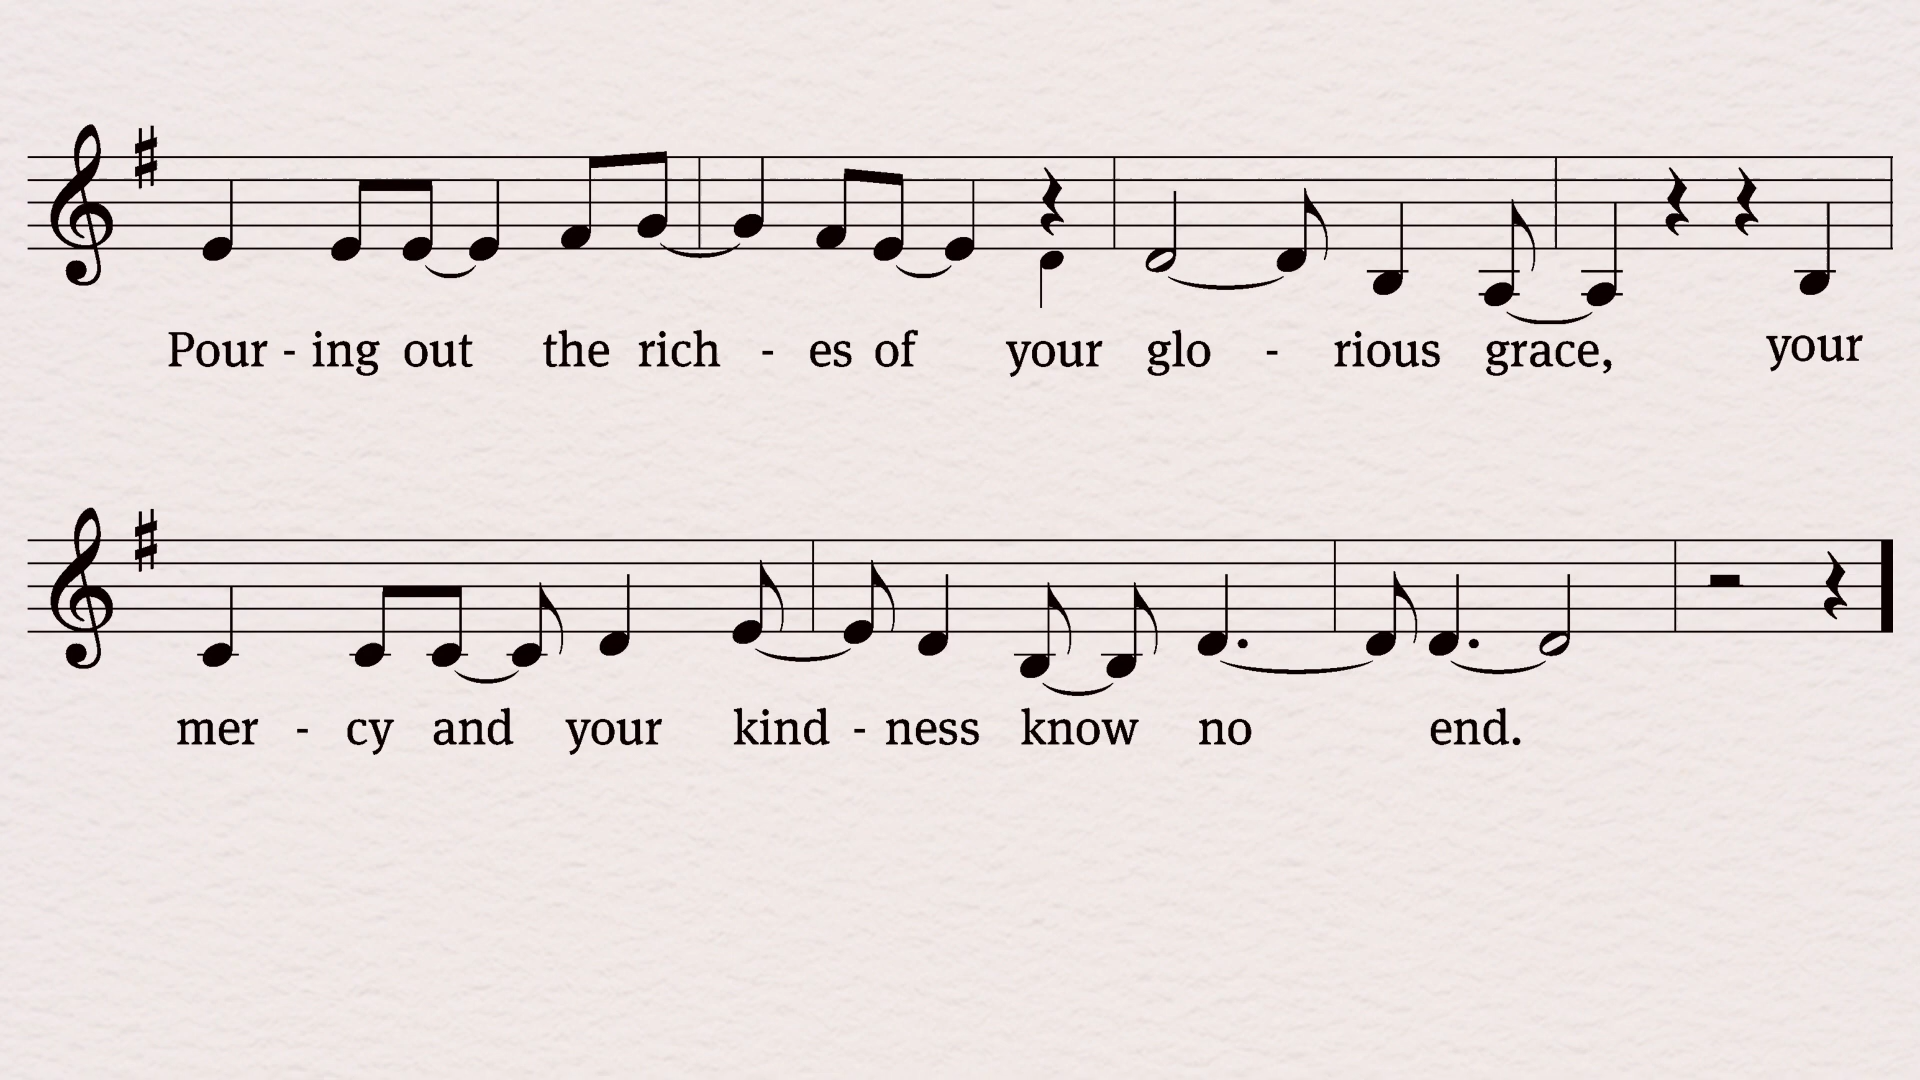 Pour - ing out the rich - es of your glo - rious grace, your
mer - cy and your kind - ness know no end.